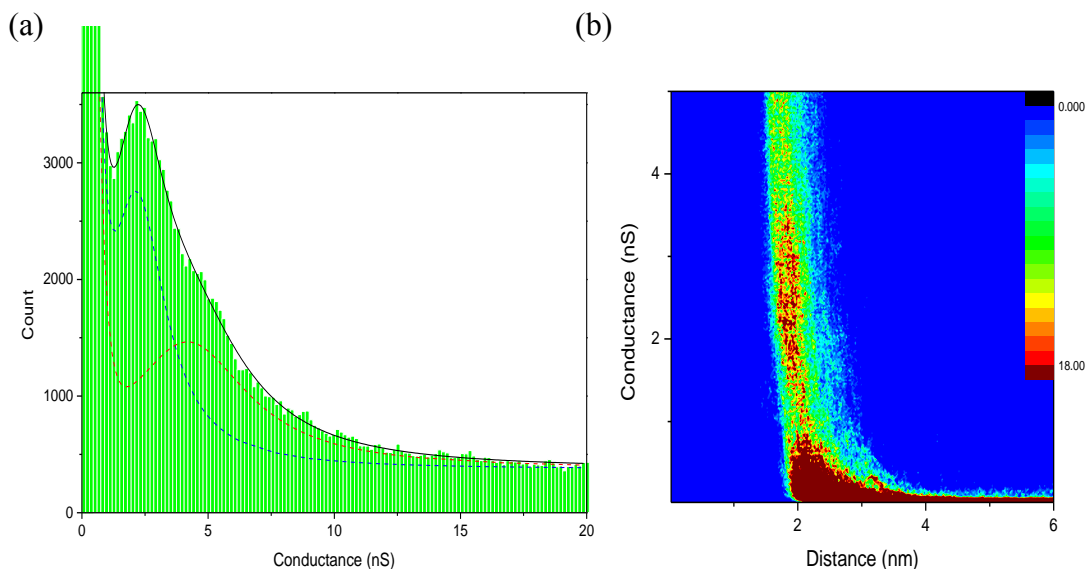 (a)
(b)
Count
3000
2000
1000
0
0 5 10 15 20
Conductance (nS)
Conductance (nS)
4
2
2 4 6
Distance (nm)
0.000
18.00